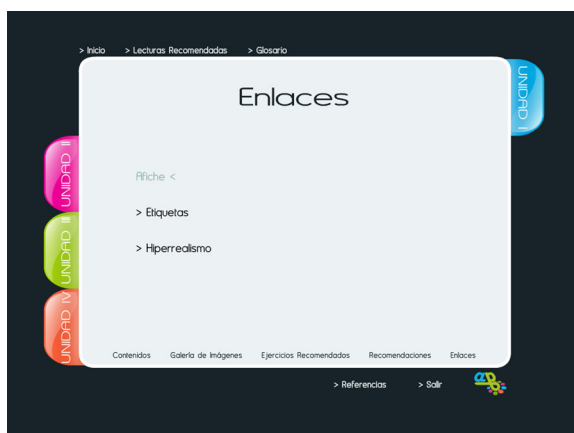 > Inicio > Lecturas Recomendadas > Glosario
UNIDAD I
Enlaces
UNIDAD II
Afiche <
> Etiquetas
UNIDAD III
> Hiperrealismo
UNIDAD IV
Contenidos Galería de Imágenes Ejercicios Recomendados Recomendaciones Enlaces
> Referencias > Salir